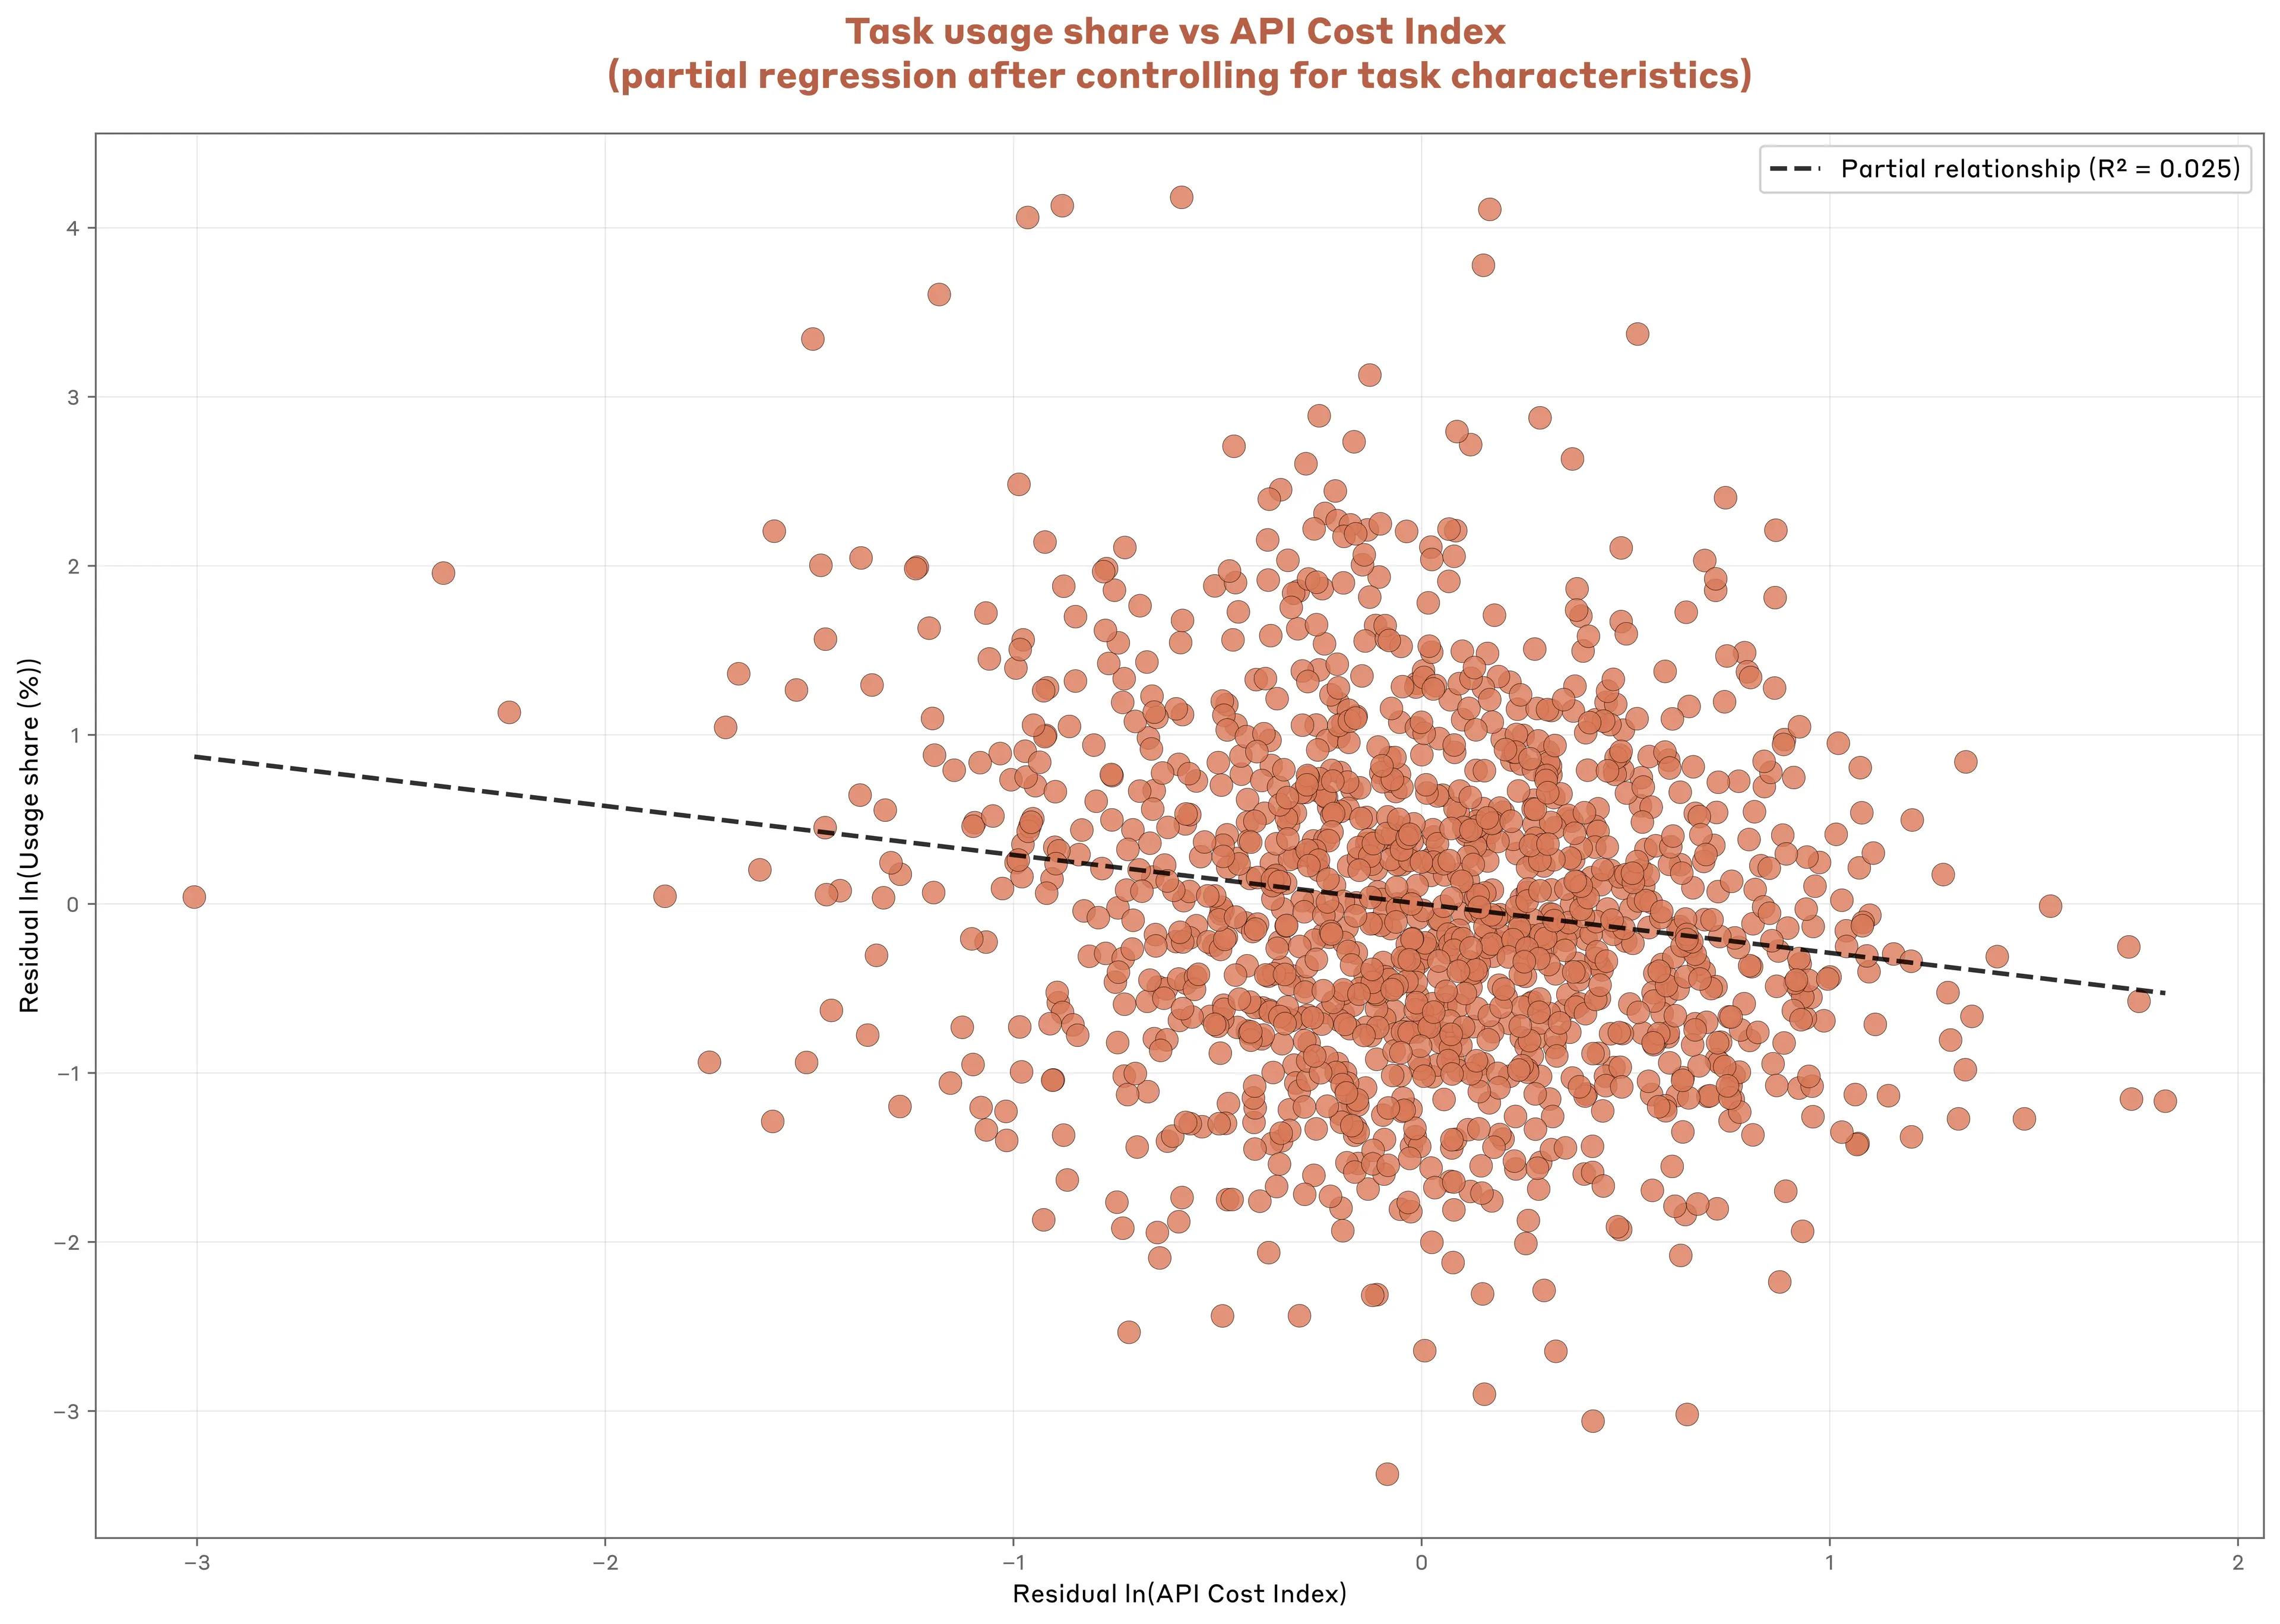 Task usage share vs API Cost Index
(partial regression after controlling for task characteristics)
Partial relationship (R² = 0.025)
Residual ln(Usage share (%))
4
3
2
1
0
−1
−2
−3
−3
−2
−1
0
1
2
Residual ln(API Cost Index)